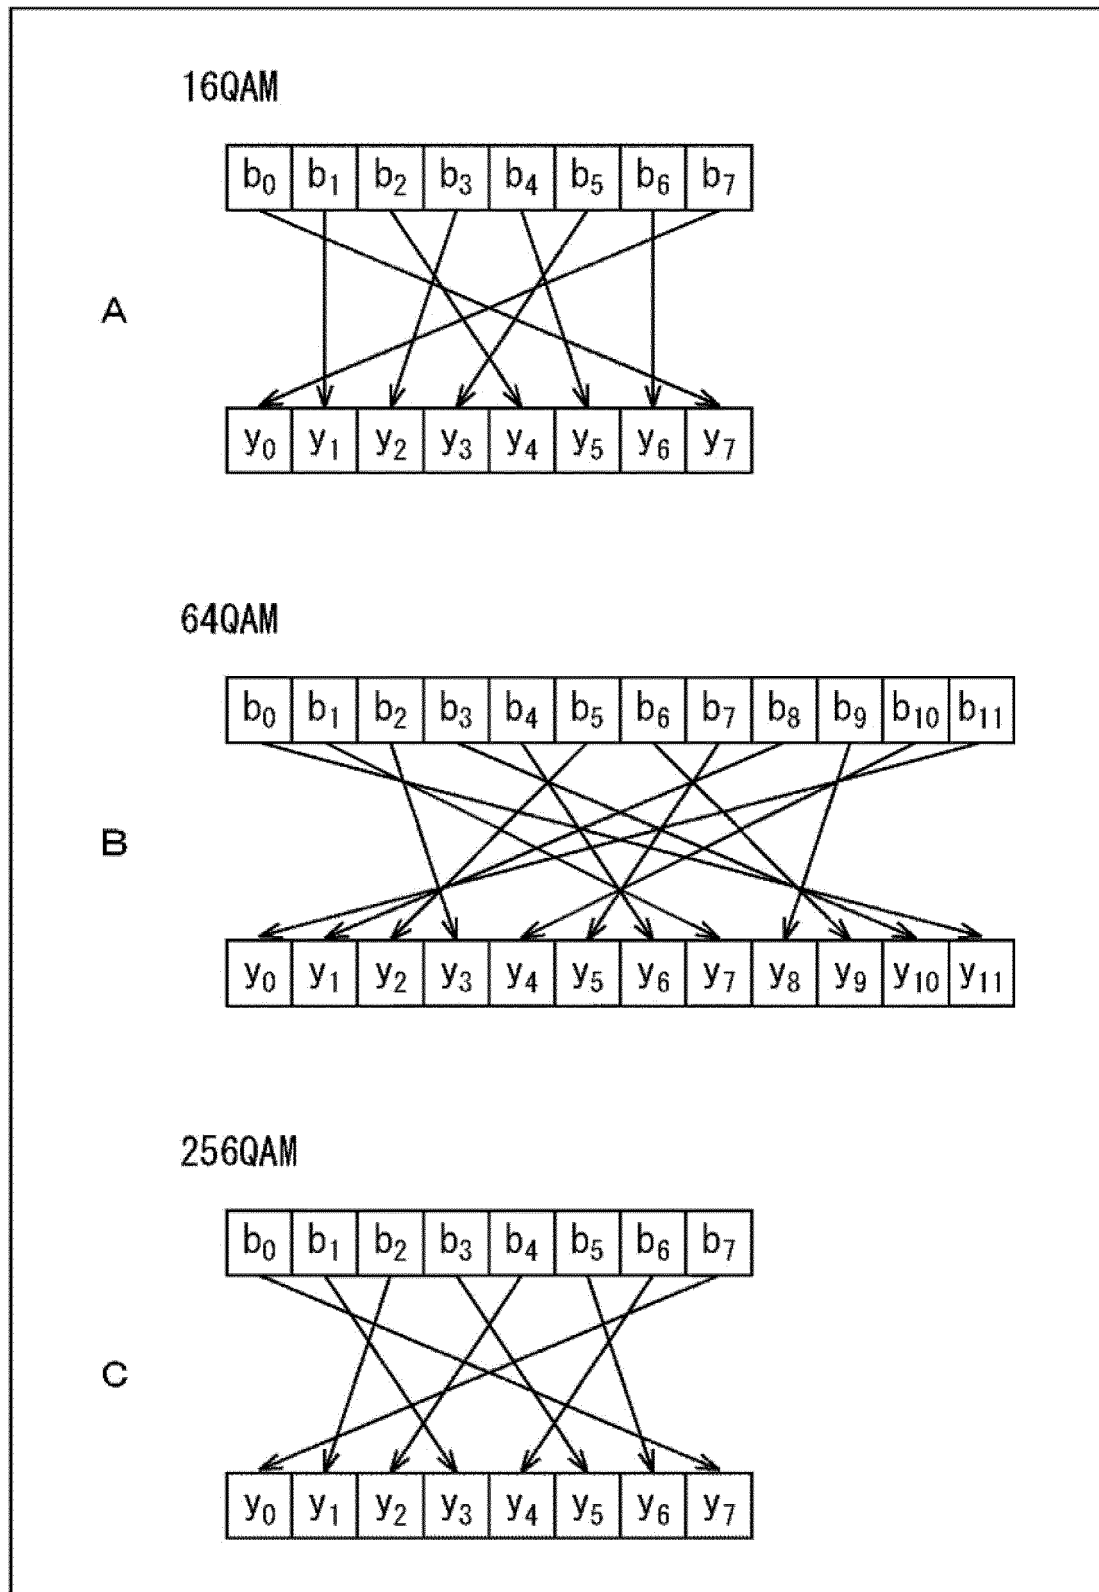 16QAM
b0 b1 b2 b3 b4 b5 b6 b7
A
y0 y1 y2 y3 y4 y5 y6 y7
64QAM
b0 b1 b2 b3 b4 b5 b6 b7 b8 b9 b10 b11
B
y0 y1 y2 y3 y4 y5 y6 y7 y8 y9 y10 y11
256QAM
b0 b1 b2 b3 b4 b5 b6 b7
C
y0 y1 y2 y3 y4 y5 y6 y7